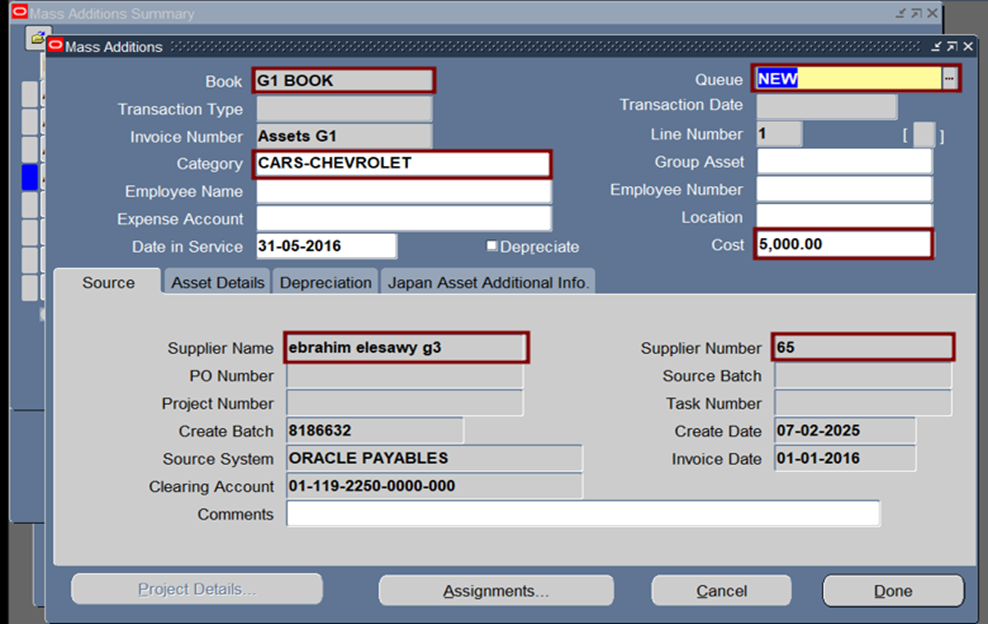 Mass Additions Summary
Mass Additions
Book G1 BOOK Queue NEW ...
Transaction Type Transaction Date
Invoice Number Assets G1 Line Number 1 [ ]
Category CARS-CHEVROLET Group Asset
Employee Name Employee Number
Expense Account Location
Date in Service 31-05-2016 Depreciate Cost 5,000.00
Source Asset Details Depreciation Japan Asset Additional Info.
Supplier Name ebrahim elesawy g3 Supplier Number 65
PO Number Source Batch
Project Number Task Number
Create Batch 8186632 Create Date 07-02-2025
Source System ORACLE PAYABLES Invoice Date 01-01-2016
Clearing Account 01-119-2250-0000-000
Comments
Project Details... Assignments... Cancel Done